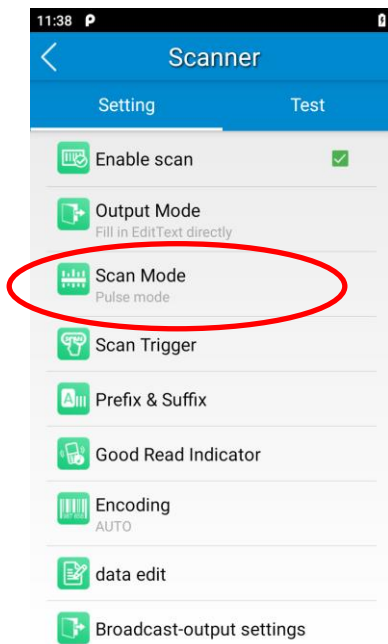 11:38 P
Scanner
Setting Test
Enable scan
Output Mode
Fill in EditText directly
Scan Mode
Pulse mode
Scan Trigger
Prefix & Suffix
Good Read Indicator
Encoding
AUTO
data edit
Broadcast-output settings